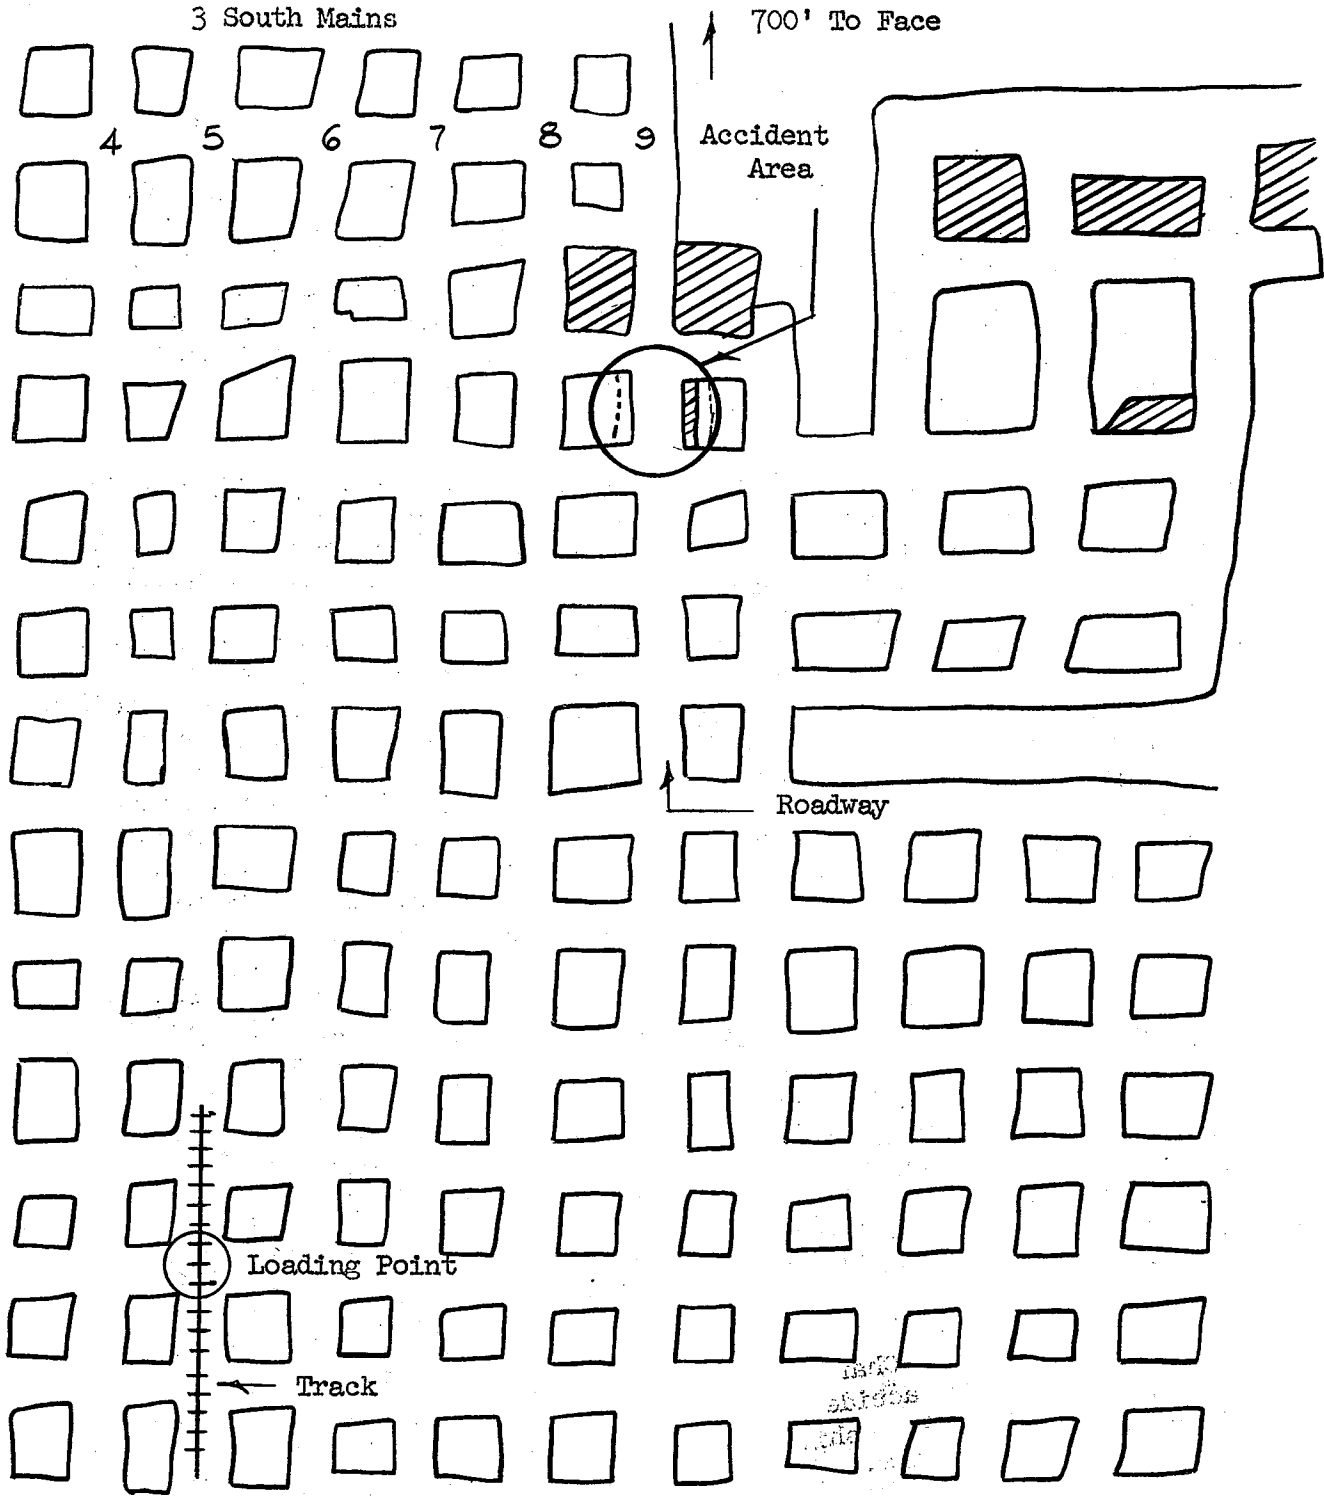 3 South Mains
700' To Face
4 5 6 7 8 9
Accident
Area
Roadway
Loading Point
Track